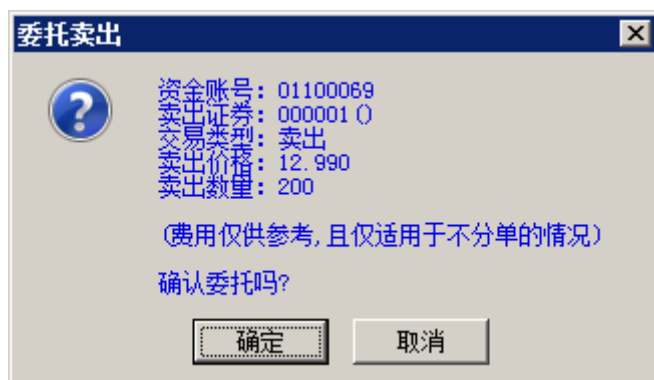 委托卖出
资金账号: 01100069
卖出证券: 000001()
交易类型: 卖出
卖出价格: 12.990
卖出数量: 200
(费用仅供参考,且仅适用于不分单的情况)
确认委托吗?
确定
取消